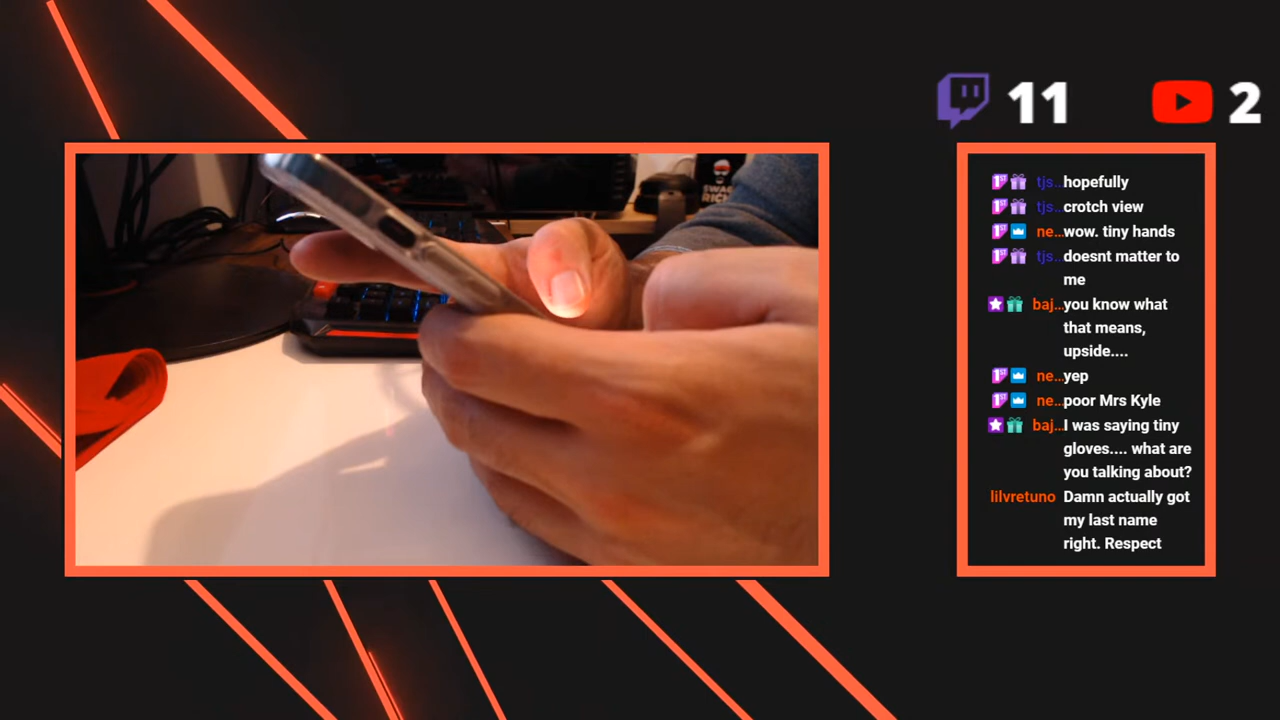 11 2
SWAG
RICH
tjs.. hopefully
tjs.. crotch view
ne... wow. tiny hands
tjs.. doesnt matter to
me
baj... you know what
that means,
upside....
ne... yep
ne... poor Mrs Kyle
baj... I was saying tiny
gloves.... what are
you talking about?
lilvretuno Damn actually got
my last name
right. Respect